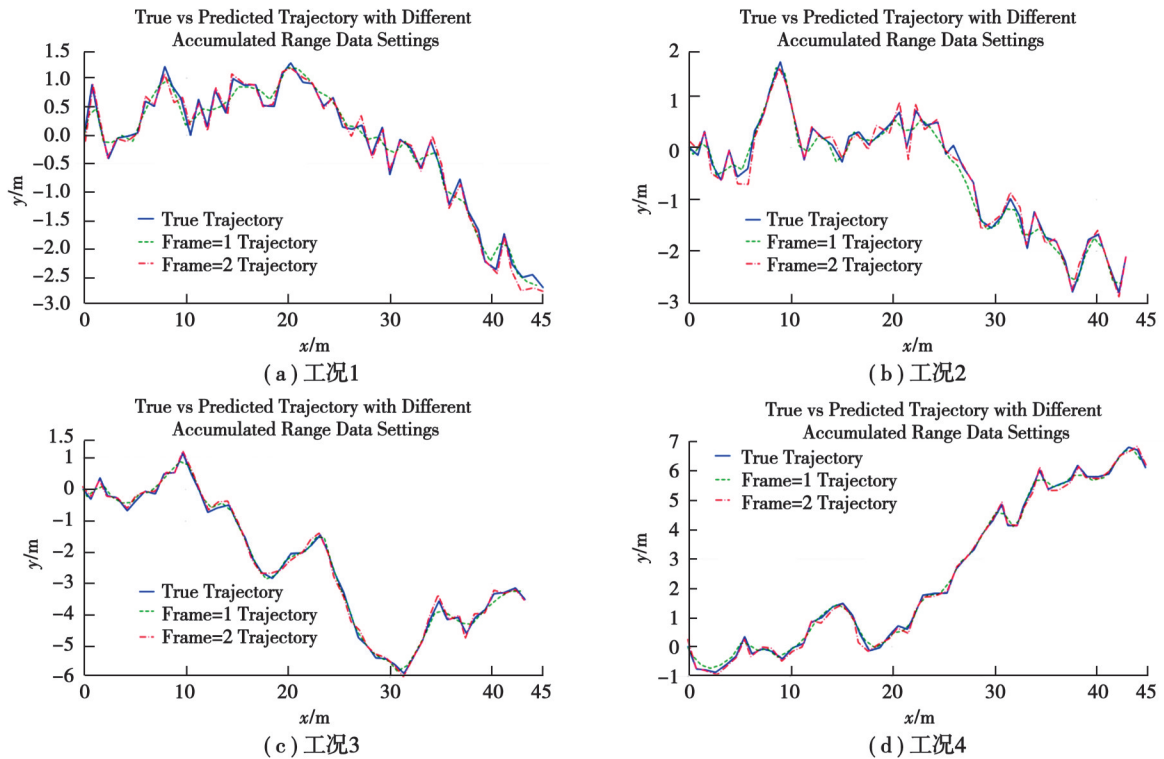 True vs Predicted Trajectory with Different
Accumulated Range Data Settings
1.5
1.0
0.5
0.0
−0.5
−1.0
−1.5
−2.0
−2.5
−3.0
y/m
True Trajectory
Frame=1 Trajectory
Frame=2 Trajectory
0
10
20
30
40
45
x/m
(a)工况1
True vs Predicted Trajectory with Different
Accumulated Range Data Settings
2
1
0
−1
−2
−3
y/m
True Trajectory
Frame=1 Trajectory
Frame=2 Trajectory
0
10
20
30
40
45
x/m
(b)工况2
True vs Predicted Trajectory with Different
Accumulated Range Data Settings
1.5
1
0
−1
−2
−3
−4
−5
−6
y/m
True Trajectory
Frame=1 Trajectory
Frame=2 Trajectory
0
10
20
30
40
45
x/m
(c)工况3
True vs Predicted Trajectory with Different
Accumulated Range Data Settings
7
6
5
4
3
2
1
0
−1
y/m
True Trajectory
Frame=1 Trajectory
Frame=2 Trajectory
0
10
20
30
40
45
x/m
(d)工况4